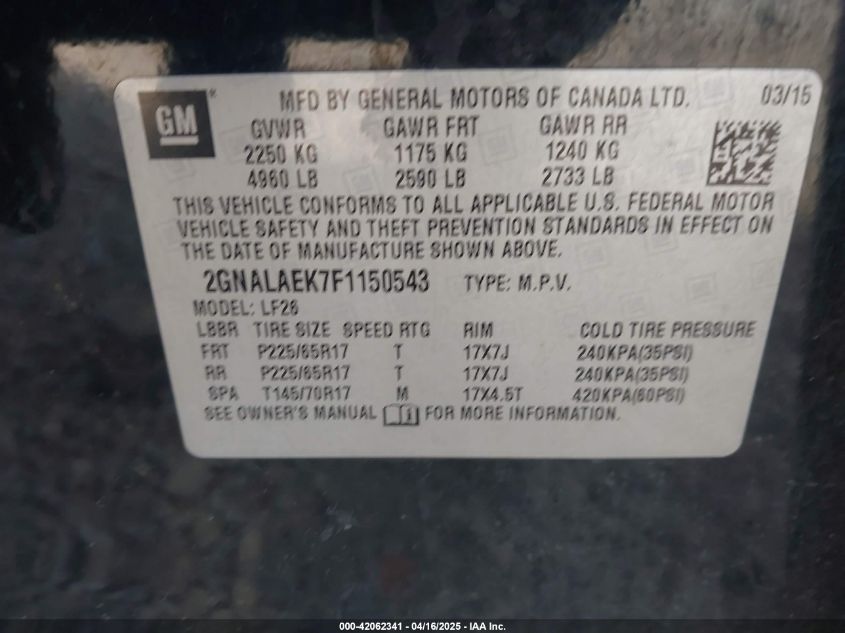 GM ® MFD BY GENERAL MOTORS OF CANADA LTD. 03/15
GVWR GAWR FRT GAWR RR
2250 KG 1175 KG 1240 KG
4960 LB 2590 LB 2733 LB
THIS VEHICLE CONFORMS TO ALL APPLICABLE U.S. FEDERAL MOTOR
VEHICLE SAFETY AND THEFT PREVENTION STANDARDS IN EFFECT ON
THE DATE OF MANUFACTURE SHOWN ABOVE.
2GNALAEK7F1150543 TYPE: M.P.V.
MODEL: LF26
LBBR TIRE SIZE SPEED RTG RIM COLD TIRE PRESSURE
FRT P225/65R17 T 17X7J 240KPA(35PSI)
RR P225/65R17 T 17X7J 240KPA(35PSI)
SPA T145/70R17 M 17X4.5T 420KPA(60PSI)
SEE OWNER'S MANUAL FOR MORE INFORMATION.
000-42062341 - 04/16/2025 - IAA Inc.